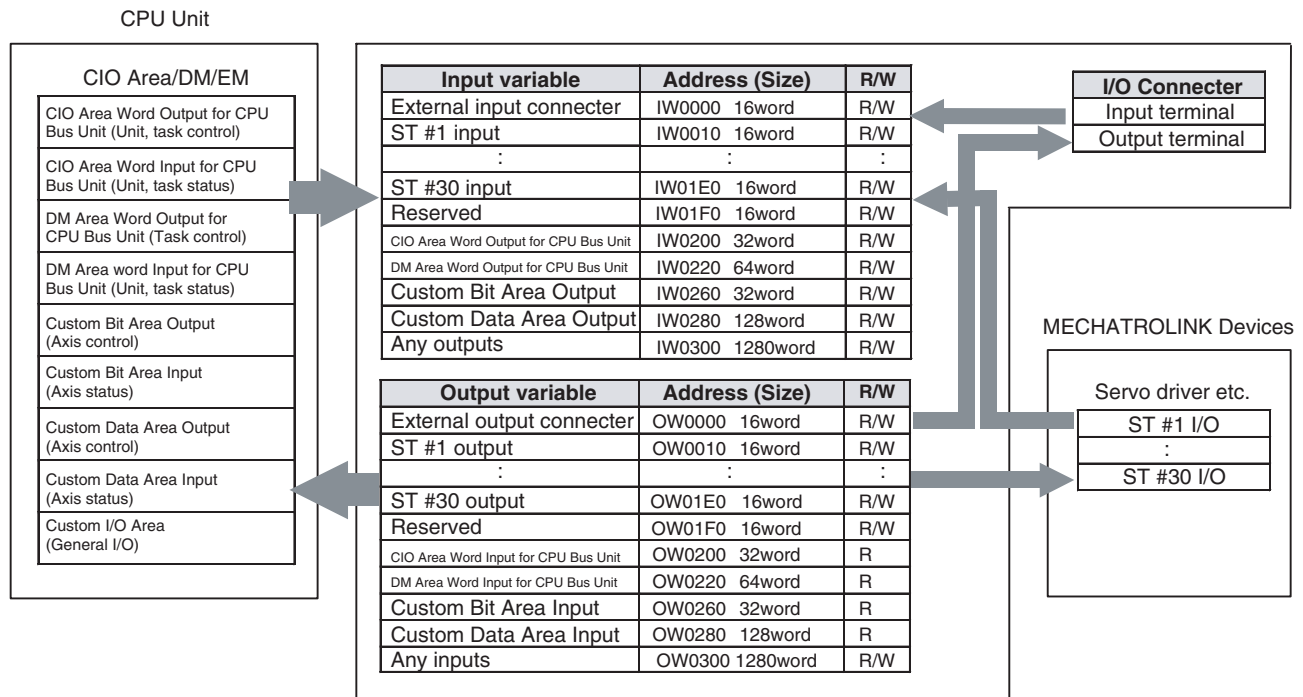 CPU Unit
CIO Area/DM/EM
CIO Area Word Output for CPU
Bus Unit (Unit, task control)
CIO Area Word Input for CPU
Bus Unit (Unit, task status)
DM Area Word Output for
CPU Bus Unit (Task control)
DM Area word Input for CPU
Bus Unit (Unit, task status)
Custom Bit Area Output
(Axis control)
Custom Bit Area Input
(Axis status)
Custom Data Area Output
(Axis control)
Custom Data Area Input
(Axis status)
Custom I/O Area
(General I/O)
Input variable Address (Size) R/W
External input connecter IW0000 16word R/W
ST #1 input IW0010 16word R/W
: : :
ST #30 input IW01E0 16word R/W
Reserved IW01F0 16word R/W
CIO Area Word Output for CPU Bus Unit IW0200 32word R/W
DM Area Word Output for CPU Bus Unit IW0220 64word R/W
Custom Bit Area Output IW0260 32word R/W
Custom Data Area Output IW0280 128word R/W
Any outputs IW0300 1280word R/W
Output variable Address (Size) R/W
External output connecter OW0000 16word R/W
ST #1 output OW0010 16word R/W
: : :
ST #30 output OW01E0 16word R/W
Reserved OW01F0 16word R/W
CIO Area Word Input for CPU Bus Unit OW0200 32word R
DM Area Word Input for CPU Bus Unit OW0220 64word R
Custom Bit Area Input OW0260 32word R
Custom Data Area Input OW0280 128word R
Any inputs OW0300 1280word R/W
I/O Connecter
Input terminal
Output terminal
MECHATROLINK Devices
Servo driver etc.
ST #1 I/O
:
ST #30 I/O